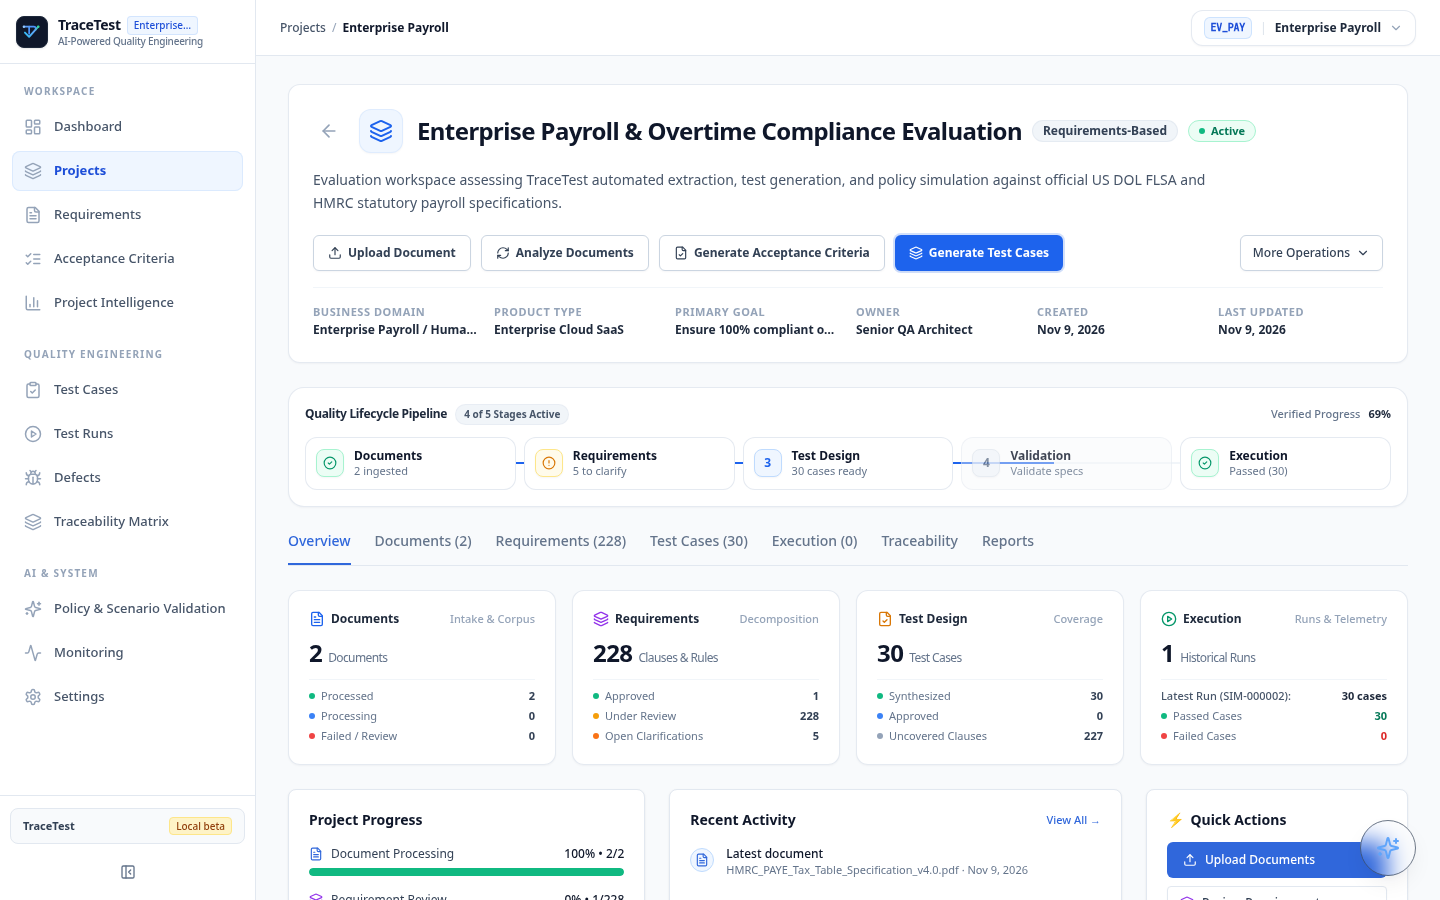 TraceTest Enterprise...
AI-Powered Quality Engineering
WORKSPACE
Dashboard
Projects
Requirements
Acceptance Criteria
Project Intelligence
QUALITY ENGINEERING
Test Cases
Test Runs
Defects
Traceability Matrix
AI & SYSTEM
Policy & Scenario Validation
Monitoring
Settings
TraceTest Local beta
Projects / Enterprise Payroll
EV_PAY Enterprise Payroll
Enterprise Payroll & Overtime Compliance Evaluation Requirements-Based Active
Evaluation workspace assessing TraceTest automated extraction, test generation, and policy simulation against official US DOL FLSA and
HMRC statutory payroll specifications.
Upload Document Analyze Documents Generate Acceptance Criteria Generate Test Cases More Operations
BUSINESS DOMAIN PRODUCT TYPE PRIMARY GOAL OWNER CREATED LAST UPDATED
Enterprise Payroll / Huma... Enterprise Cloud SaaS Ensure 100% compliant o... Senior QA Architect Nov 9, 2026 Nov 9, 2026
Quality Lifecycle Pipeline 4 of 5 Stages Active Verified Progress 69%
Documents
2 ingested
Requirements
5 to clarify
3 Test Design
30 cases ready
4 Validation
Validate specs
Execution
Passed (30)
Overview Documents (2) Requirements (228) Test Cases (30) Execution (0) Traceability Reports
Documents Intake & Corpus
2 Documents
Processed 2
Processing 0
Failed / Review 0
Requirements Decomposition
228 Clauses & Rules
Approved 1
Under Review 228
Open Clarifications 5
Test Design Coverage
30 Test Cases
Synthesized 30
Approved 0
Uncovered Clauses 227
Execution Runs & Telemetry
1 Historical Runs
Latest Run (SIM-000002): 30 cases
Passed Cases 30
Failed Cases 0
Project Progress
Document Processing 100% • 2/2
Requirement Review 0% • 1/228
Recent Activity View All →
Latest document
HMRC_PAYE_Tax_Table_Specification_v4.0.pdf · Nov 9, 2026
⚡ Quick Actions
Upload Documents